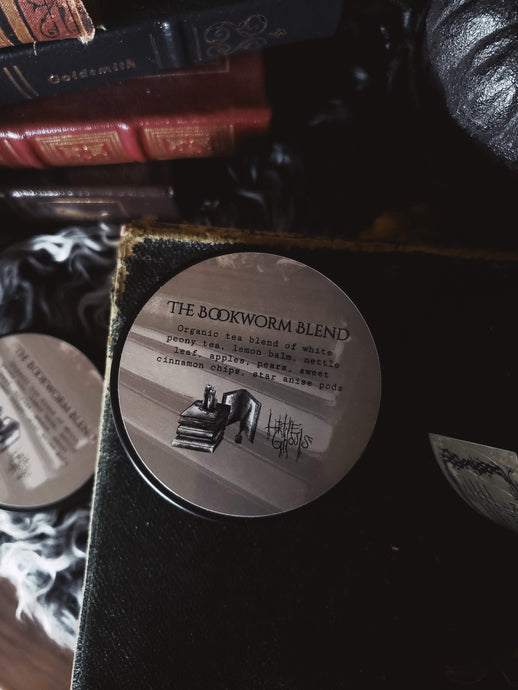 Goldsmith
THE BOOKWORM BLEND
Organic tea blend of white
peony tea, lemon balm, nettle
leaf, apples, pears, sweet
cinnamon chips, star anise pods
LITTLE
GHOULS
THE BOOKWORM BLEND